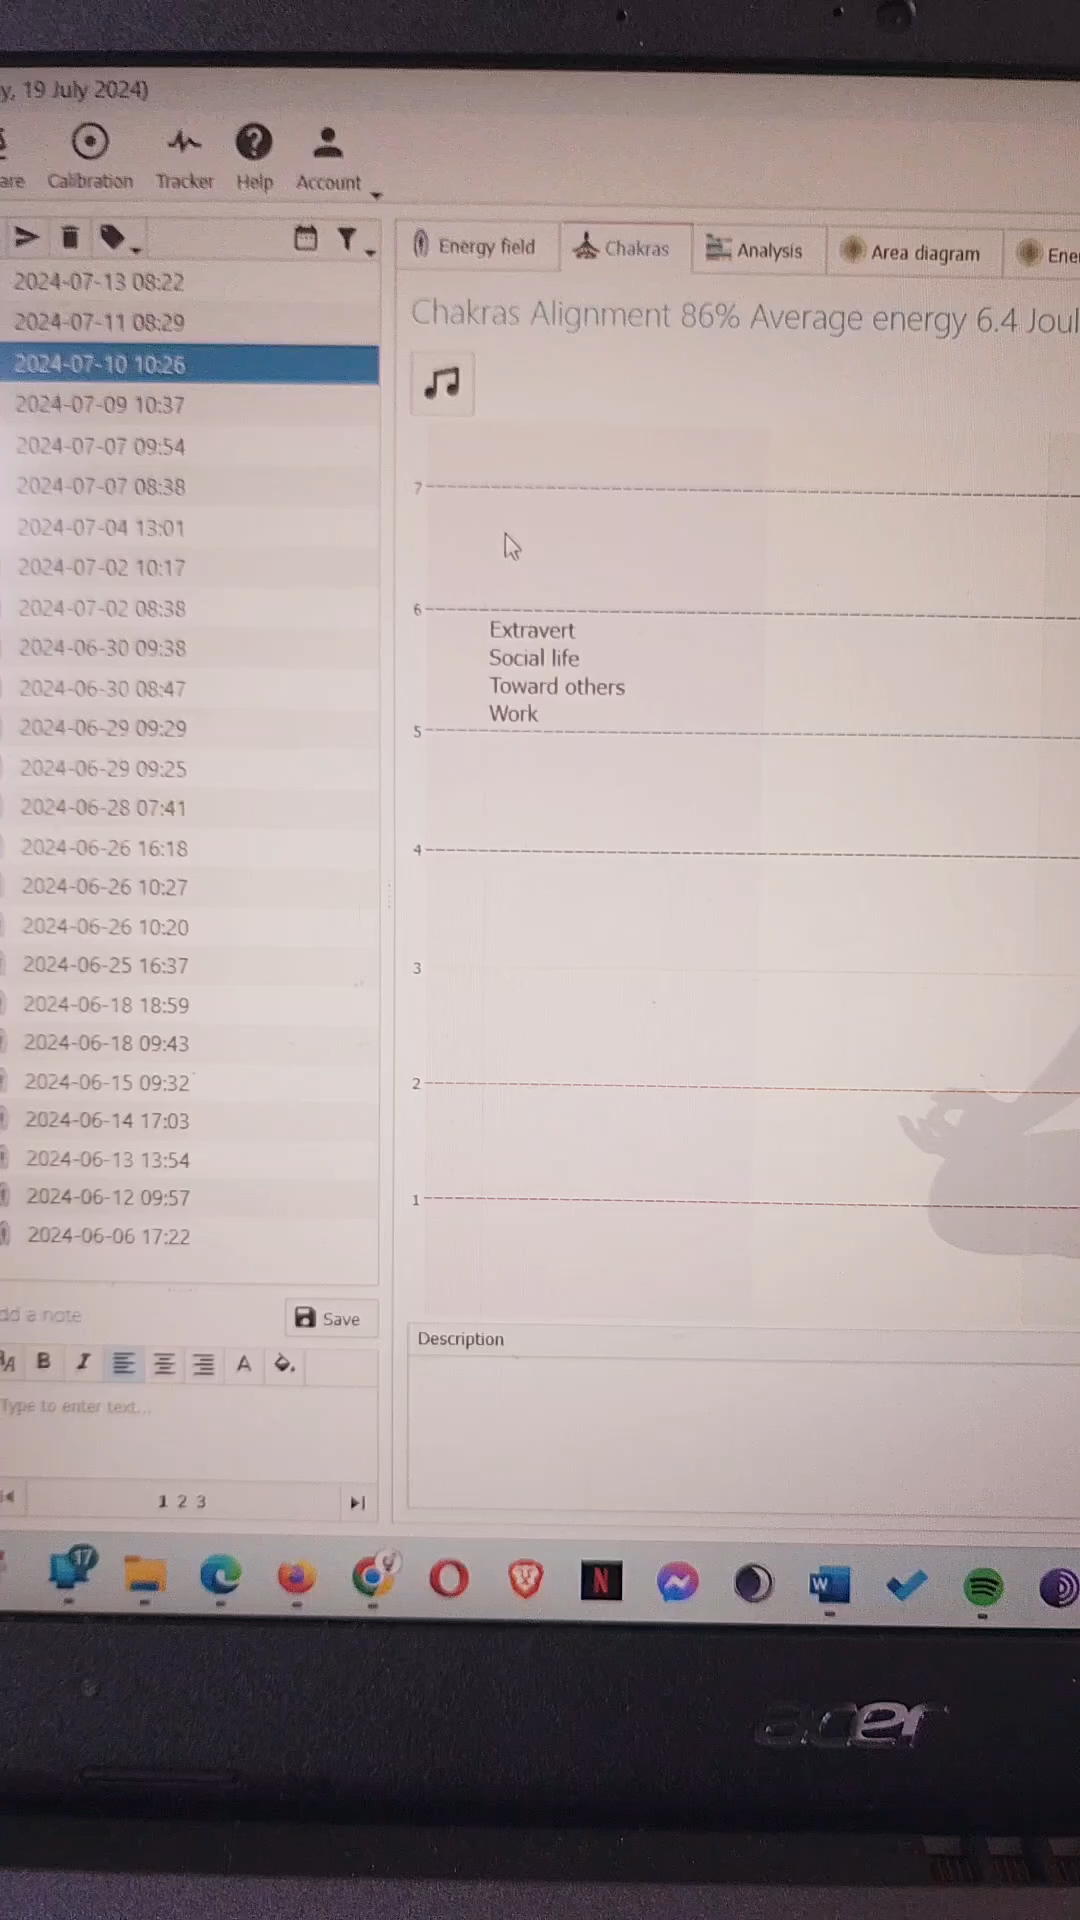 y, 19 July 2024)
are Calibration Tracker Help Account
2024-07-13 08:22
2024-07-11 08:29
2024-07-10 10:26
2024-07-09 10:37
2024-07-07 09:54
2024-07-07 08:38
2024-07-04 13:01
2024-07-02 10:17
2024-07-02 08:38
2024-06-30 09:38
2024-06-30 08:47
2024-06-29 09:29
2024-06-29 09:25
2024-06-28 07:41
2024-06-26 16:18
2024-06-26 10:27
2024-06-26 10:20
2024-06-25 16:37
2024-06-18 18:59
2024-06-18 09:43
2024-06-15 09:32
2024-06-14 17:03
2024-06-13 13:54
2024-06-12 09:57
2024-06-06 17:22
dd a note Save
B I A
Type to enter text...
1 2 3
Energy field Chakras Analysis Area diagram Ene
Chakras Alignment 86% Average energy 6.4 Joul
7
6
Extravert
Social life
Toward others
Work
5
4
3
2
1
Description
17 N W
acer